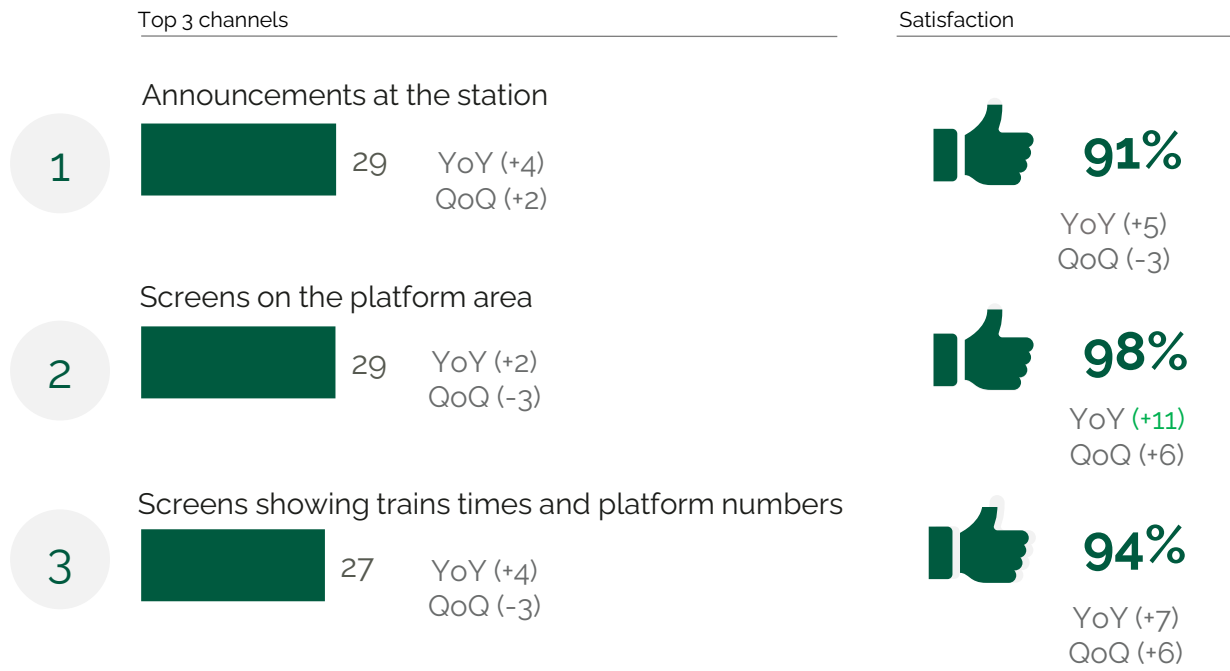 Top 3 channels
Satisfaction
Announcements at the station
1
29
YoY (+4)
QoQ (+2)
91%
YoY (+5)
QoQ (-3)
Screens on the platform area
2
29
YoY (+2)
QoQ (-3)
98%
YoY (+11)
QoQ (+6)
Screens showing trains times and platform numbers
3
27
YoY (+4)
QoQ (-3)
94%
YoY (+7)
QoQ (+6)